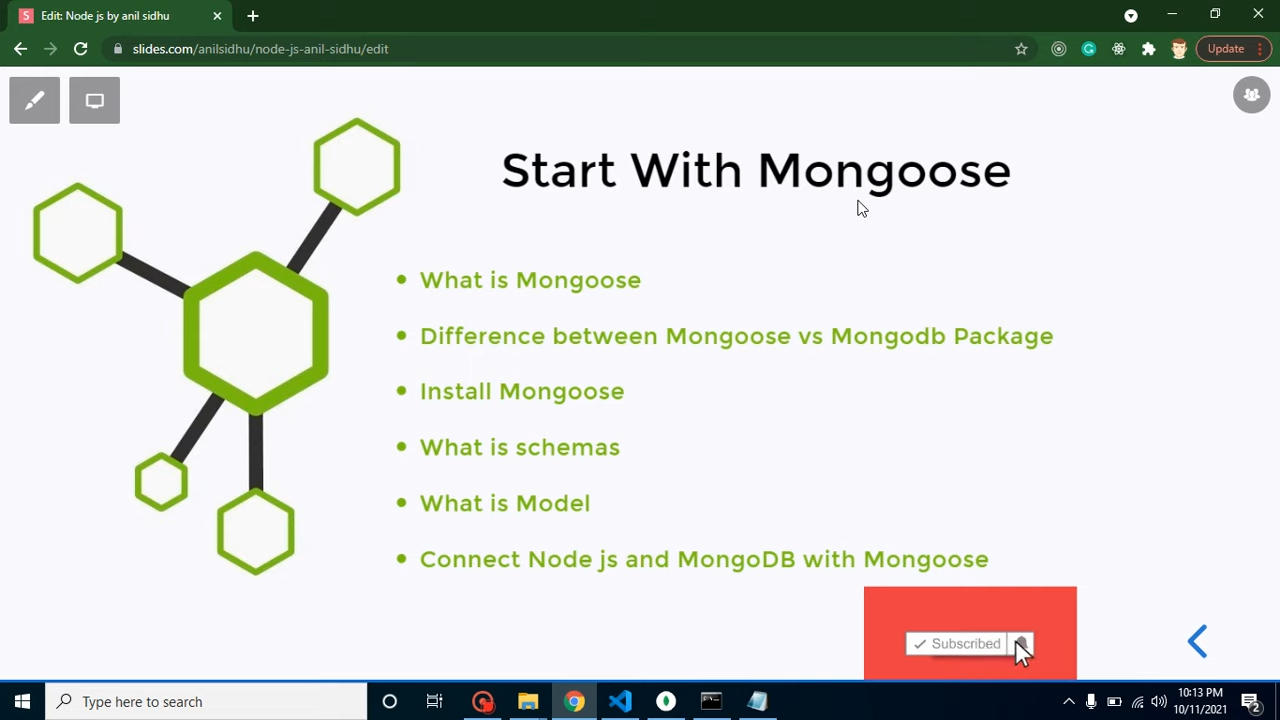 Edit: Node js by anil sidhu
slides.com/anilsidhu/node-js-anil-sidhu/edit
Update
Start With Mongoose
What is Mongoose
Difference between Mongoose vs Mongodb Package
Install Mongoose
What is schemas
What is Model
Connect Node js and MongoDB with Mongoose
Subscribed
Type here to search
10:13 PM
10/11/2021
2